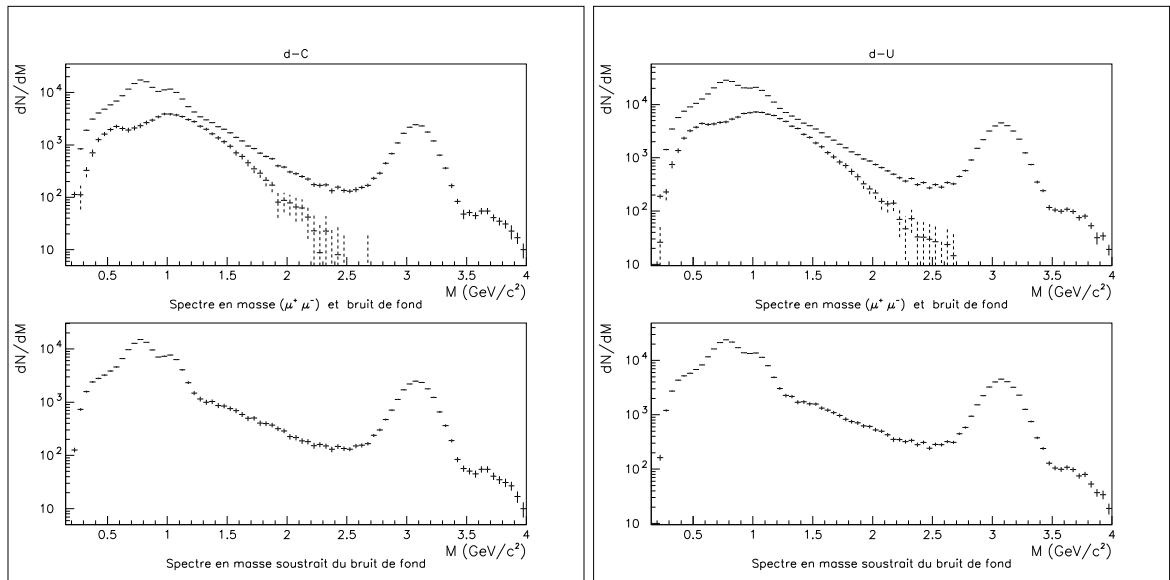 d-C
dN/dM
10⁴
10³
10²
10
0.5 1 1.5 2 2.5 3 3.5 4
M (GeV/c²)
Spectre en masse (μ⁺ μ⁻) et bruit de fond
dN/dM
10⁴
10³
10²
10
0.5 1 1.5 2 2.5 3 3.5 4
M (GeV/c²)
Spectre en masse soustrait du bruit de fond
d-U
dN/dM
10⁴
10³
10²
10
0.5 1 1.5 2 2.5 3 3.5 4
M (GeV/c²)
Spectre en masse (μ⁺ μ⁻) et bruit de fond
dN/dM
10⁴
10³
10²
10
0.5 1 1.5 2 2.5 3 3.5 4
M (GeV/c²)
Spectre en masse soustrait du bruit de fond